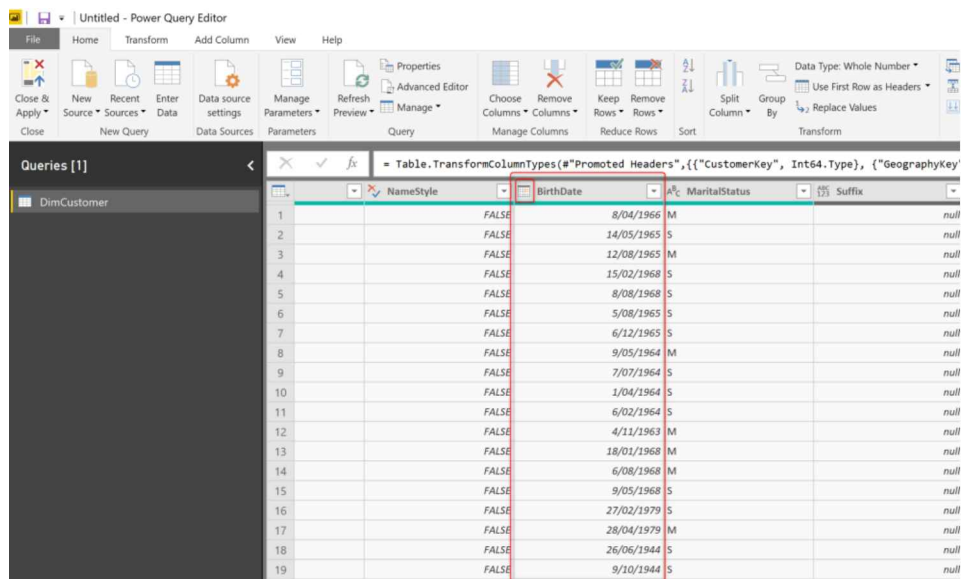 Untitled - Power Query Editor
File Home Transform Add Column View Help
Close & Apply
New Source
Recent Sources
Enter Data
Data source settings
Manage Parameters
Refresh Preview
Properties
Advanced Editor
Manage
Choose Columns
Remove Columns
Keep Rows
Remove Rows
Split Column
Group By
Data Type: Whole Number
Use First Row as Headers
Replace Values
Close New Query Data Sources Parameters Query Manage Columns Reduce Rows Sort Transform
Queries [1]
DimCustomer
fx = Table.TransformColumnTypes(#"Promoted Headers",{{"CustomerKey", Int64.Type}, {"GeographyKey"
NameStyle BirthDate ABC MaritalStatus ABC 123 Suffix
1 FALSE 8/04/1966 M null
2 FALSE 14/05/1965 S null
3 FALSE 12/08/1965 M null
4 FALSE 15/02/1968 S null
5 FALSE 8/08/1968 S null
6 FALSE 5/08/1965 S null
7 FALSE 6/12/1965 S null
8 FALSE 9/05/1964 M null
9 FALSE 7/07/1964 S null
10 FALSE 1/04/1964 S null
11 FALSE 6/02/1964 S null
12 FALSE 4/11/1963 M null
13 FALSE 18/01/1968 M null
14 FALSE 6/08/1968 M null
15 FALSE 9/05/1968 S null
16 FALSE 27/02/1979 S null
17 FALSE 28/04/1979 M null
18 FALSE 26/06/1944 S null
19 FALSE 9/10/1944 S null